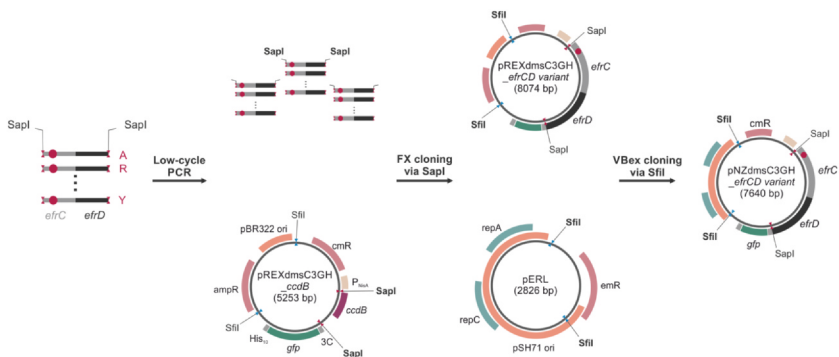 SapI
SapI
A
R
Y
efrC
efrD
Low-cycle
PCR
SapI
SapI
pBR322 ori
SfiI
cmR
PnisA
SapI
ccdB
3C
SapI
gfp
His10
SfiI
ampR
pREXdmsC3GH
_ccdB
(5253 bp)
FX cloning
via SapI
SfiI
SapI
efrC
efrD
SapI
SfiI
pREXdmsC3GH
_efrCD variant
(8074 bp)
repA
SfiI
emR
SfiI
pSH71 ori
repC
pERL
(2826 bp)
VBex cloning
via SfiI
SfiI
cmR
SapI
efrC
efrD
SapI
gfp
SfiI
pNZdmsC3GH
_efrCD variant
(7640 bp)